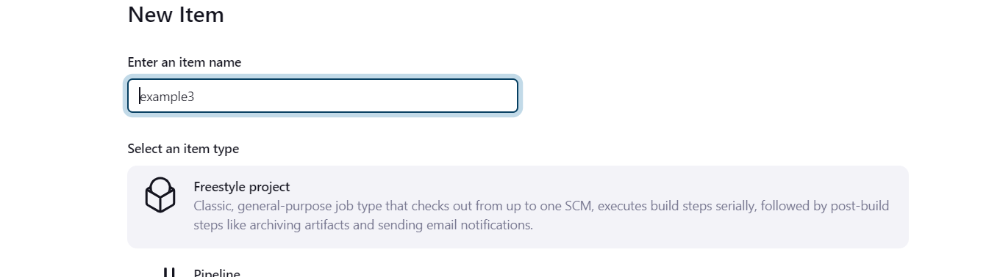 New Item
Enter an item name
example3
Select an item type
Freestyle project
Classic, general-purpose job type that checks out from up to one SCM, executes build steps serially, followed by post-build
steps like archiving artifacts and sending email notifications.
Pipeline